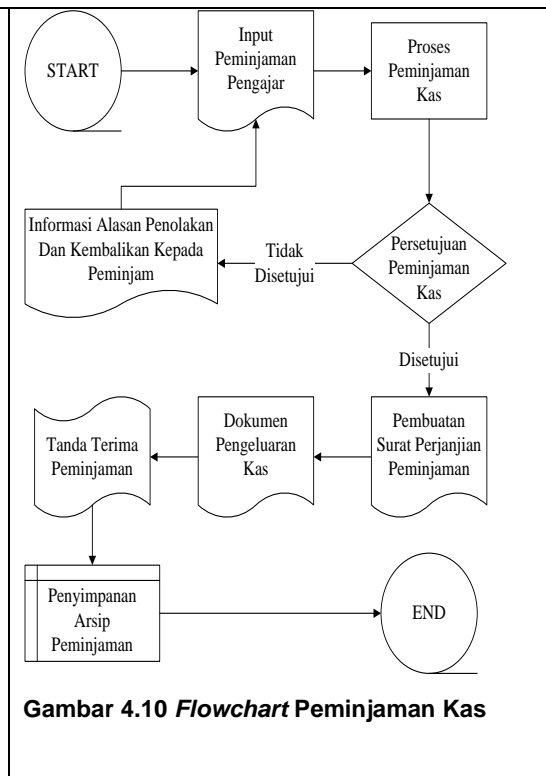 START
Input
Peminjaman
Pengajar
Proses
Peminjaman
Kas
Informasi Alasan Penolakan
Dan Kembalikan Kepada
Peminjam
Tidak
Disetujui
Persetujuan
Peminjaman
Kas
Disetujui
Tanda Terima
Peminjaman
Dokumen
Pengeluaran
Kas
Pembuatan
Surat Perjanjian
Peminjaman
Penyimpanan
Arsip
Peminjaman
END
Gambar 4.10 Flowchart Peminjaman Kas